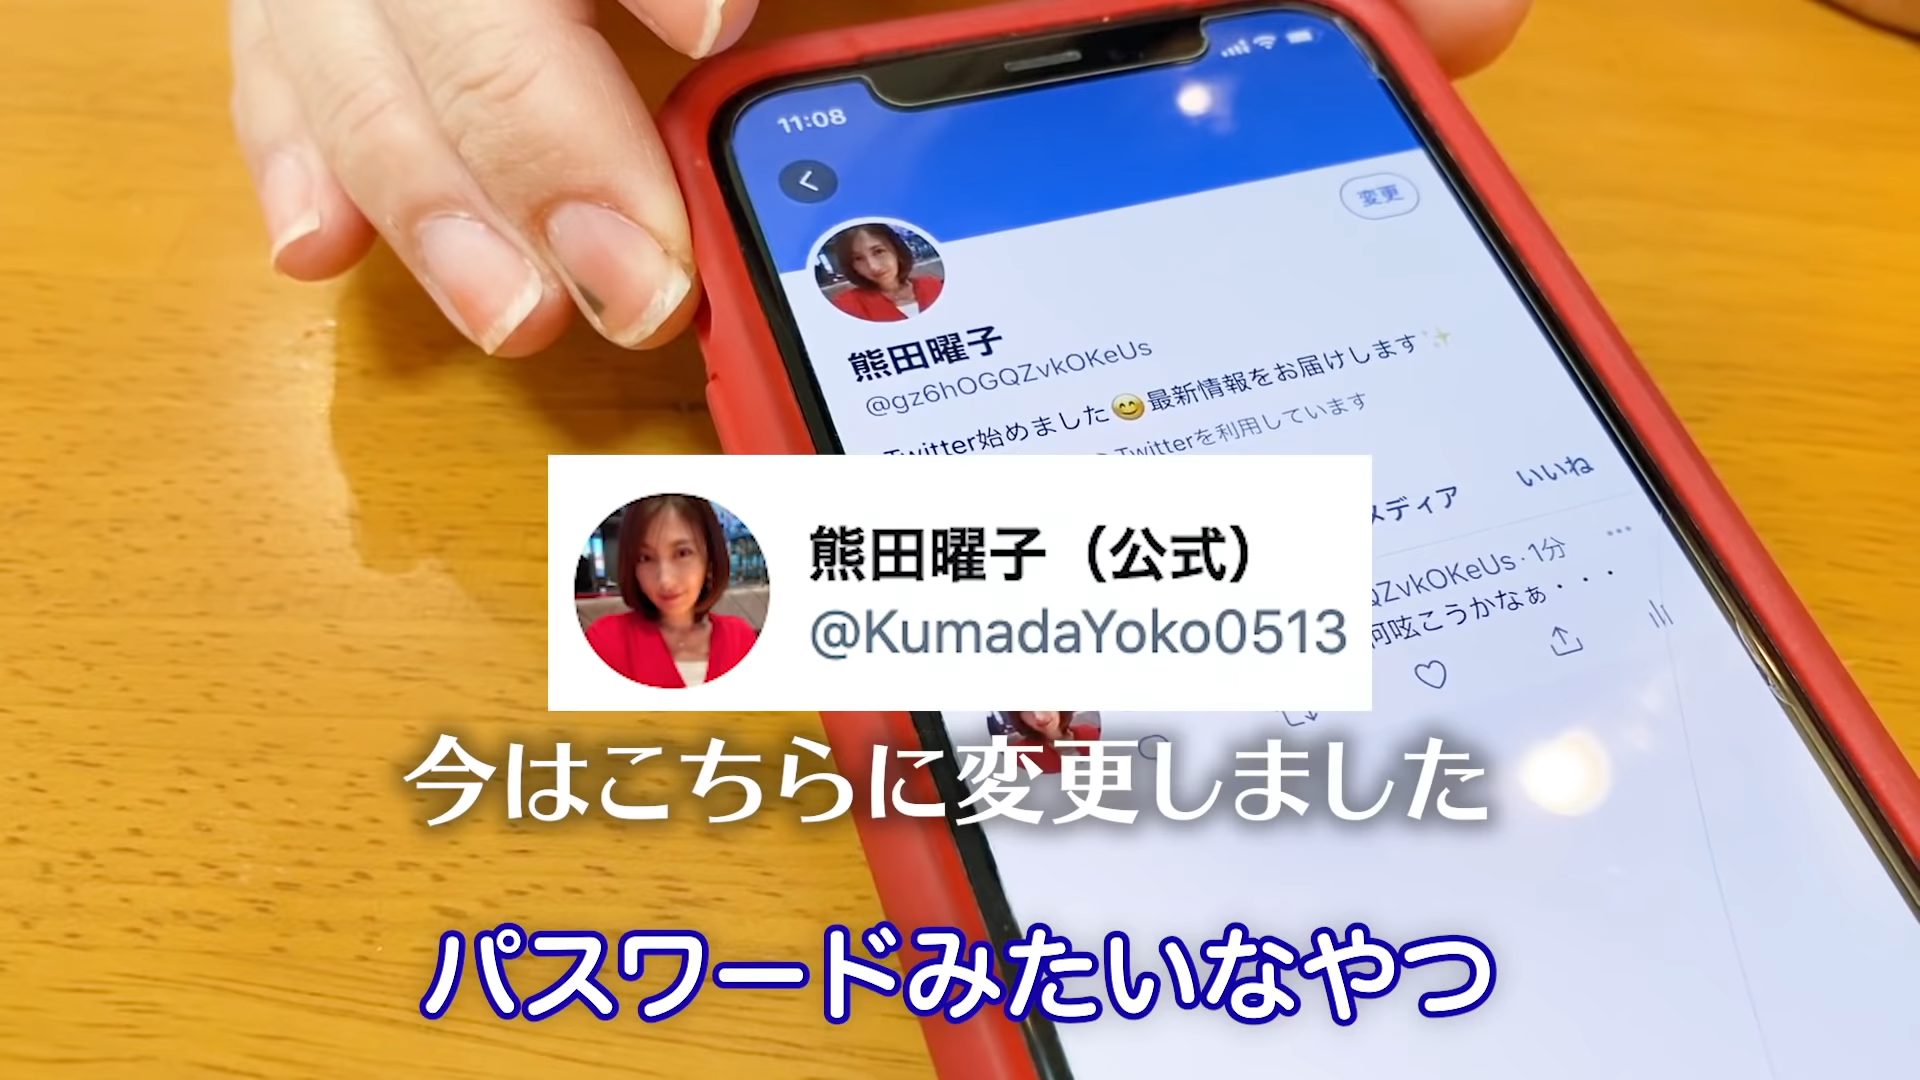 11:08
変更
熊田曜子
@gz6hOGQZvkOKeUs
Twitter始めました😊最新情報をお届けします✨
Twitterを利用しています
メディア
いいね
QZvkOKeUs・1分
何呟こうかなぁ・・・
熊田曜子（公式）
@KumadaYoko0513
今はこちらに変更しました
パスワードみたいなやつ